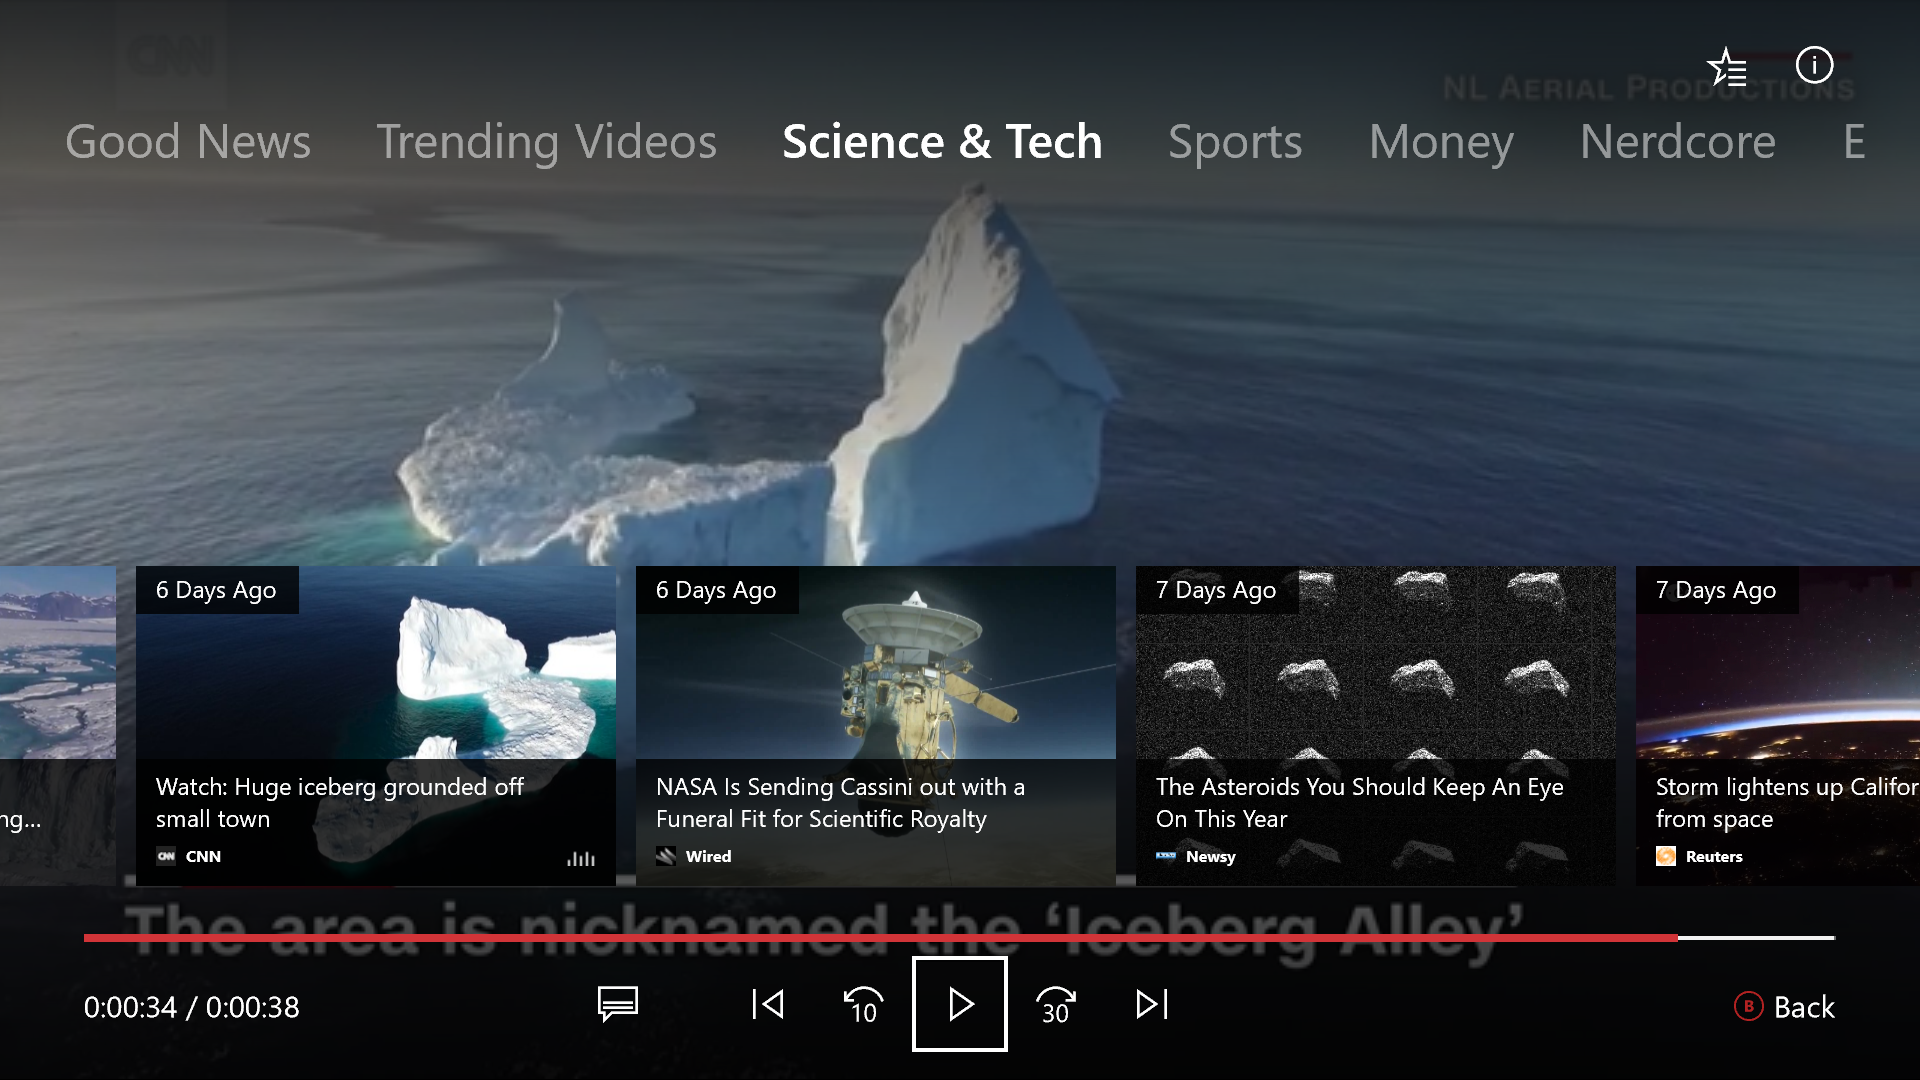 CNN
NL AERIAL PRODUCTIONS
Good News Trending Videos Science & Tech Sports Money Nerdcore E
6 Days Ago
6 Days Ago
7 Days Ago
7 Days Ago
ng...
Watch: Huge iceberg grounded off
small town
CNN CNN
NASA Is Sending Cassini out with a
Funeral Fit for Scientific Royalty
Wired
The Asteroids You Should Keep An Eye
On This Year
Newsy
Storm lightens up Califor
from space
Reuters
The area is nicknamed the ‘Iceberg Alley’
0:00:34 / 0:00:38
10
30
B Back